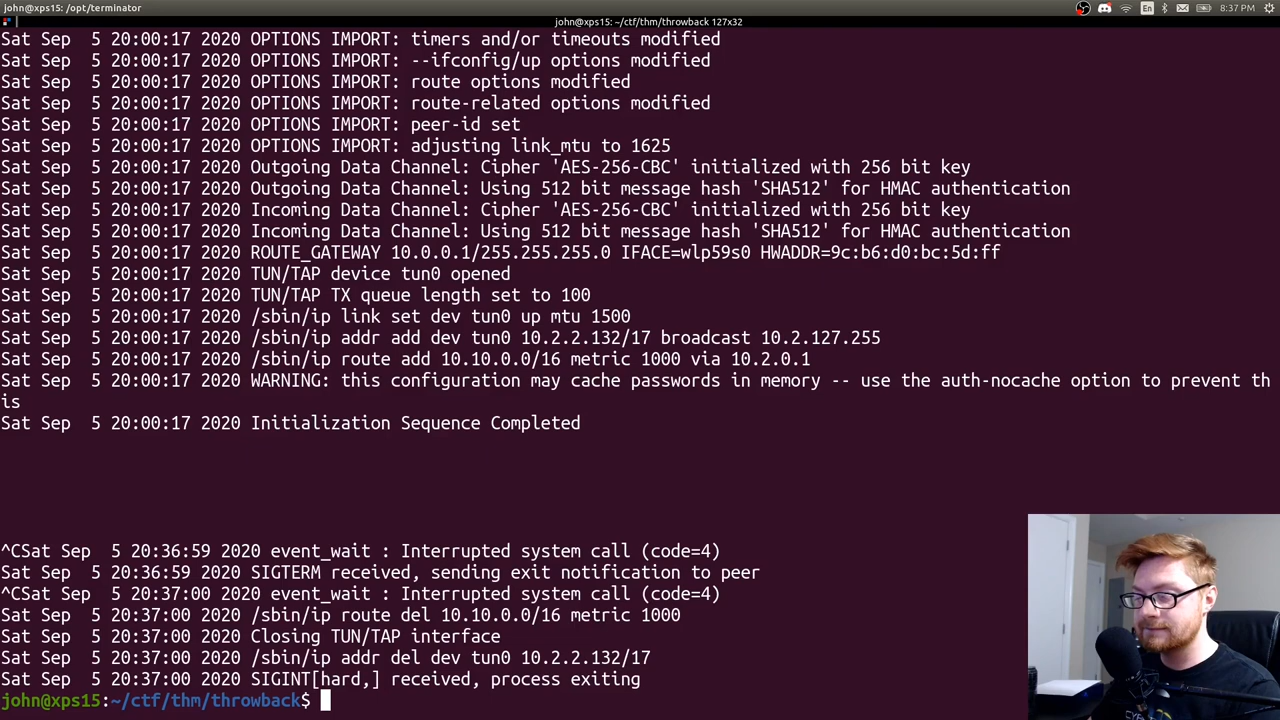 john@xps15: /opt/terminator
En
8:37 PM
john@xps15: ~/ctf/thm/throwback 127x32
Sat Sep  5 20:00:17 2020 OPTIONS IMPORT: timers and/or timeouts modified
Sat Sep  5 20:00:17 2020 OPTIONS IMPORT: --ifconfig/up options modified
Sat Sep  5 20:00:17 2020 OPTIONS IMPORT: route options modified
Sat Sep  5 20:00:17 2020 OPTIONS IMPORT: route-related options modified
Sat Sep  5 20:00:17 2020 OPTIONS IMPORT: peer-id set
Sat Sep  5 20:00:17 2020 OPTIONS IMPORT: adjusting link_mtu to 1625
Sat Sep  5 20:00:17 2020 Outgoing Data Channel: Cipher 'AES-256-CBC' initialized with 256 bit key
Sat Sep  5 20:00:17 2020 Outgoing Data Channel: Using 512 bit message hash 'SHA512' for HMAC authentication
Sat Sep  5 20:00:17 2020 Incoming Data Channel: Cipher 'AES-256-CBC' initialized with 256 bit key
Sat Sep  5 20:00:17 2020 Incoming Data Channel: Using 512 bit message hash 'SHA512' for HMAC authentication
Sat Sep  5 20:00:17 2020 ROUTE_GATEWAY 10.0.0.1/255.255.255.0 IFACE=wlp59s0 HWADDR=9c:b6:d0:bc:5d:ff
Sat Sep  5 20:00:17 2020 TUN/TAP device tun0 opened
Sat Sep  5 20:00:17 2020 TUN/TAP TX queue length set to 100
Sat Sep  5 20:00:17 2020 /sbin/ip link set dev tun0 up mtu 1500
Sat Sep  5 20:00:17 2020 /sbin/ip addr add dev tun0 10.2.2.132/17 broadcast 10.2.127.255
Sat Sep  5 20:00:17 2020 /sbin/ip route add 10.10.0.0/16 metric 1000 via 10.2.0.1
Sat Sep  5 20:00:17 2020 WARNING: this configuration may cache passwords in memory -- use the auth-nocache option to prevent th
is
Sat Sep  5 20:00:17 2020 Initialization Sequence Completed
^CSat Sep  5 20:36:59 2020 event_wait : Interrupted system call (code=4)
Sat Sep  5 20:36:59 2020 SIGTERM received, sending exit notification to peer
^CSat Sep  5 20:37:00 2020 event_wait : Interrupted system call (code=4)
Sat Sep  5 20:37:00 2020 /sbin/ip route del 10.10.0.0/16 metric 1000
Sat Sep  5 20:37:00 2020 Closing TUN/TAP interface
Sat Sep  5 20:37:00 2020 /sbin/ip addr del dev tun0 10.2.2.132/17
Sat Sep  5 20:37:00 2020 SIGINT[hard,] received, process exiting
john@xps15:~/ctf/thm/throwback$